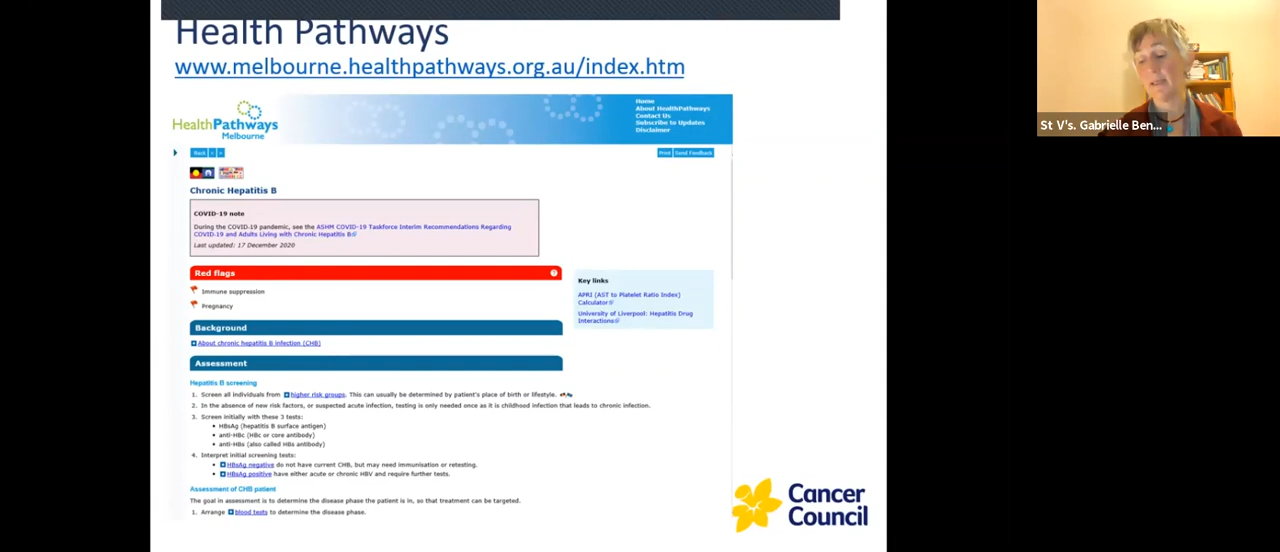 Health Pathways
www.melbourne.healthpathways.org.au/index.htm
HealthPathways
Melbourne
Home
About HealthPathways
Contact Us
Subscribe to Updates
Disclaimer
Back
Print Send Feedback
Chronic Hepatitis B
COVID-19 note
During the COVID-19 pandemic, see the ASHM COVID-19 Taskforce Interim Recommendations Regarding
COVID-19 and Adults Living with Chronic Hepatitis B
Last updated: 17 December 2020
Red flags
Immune suppression
Pregnancy
Key links
APRI (AST to Platelet Ratio Index)
Calculator
University of Liverpool: Hepatitis Drug
Interactions
Background
About chronic hepatitis B infection (CHB)
Assessment
Hepatitis B screening
1. Screen all individuals from higher risk groups. This can usually be determined by patient's place of birth or lifestyle.
2. In the absence of new risk factors, or suspected acute infection, testing is only needed once as it is childhood infection that leads to chronic infection.
3. Screen initially with these 3 tests:
• HBsAg (hepatitis B surface antigen)
• anti-HBc (HBc or core antibody)
• anti-HBs (also called HBs antibody)
4. Interpret initial screening tests:
• HBsAg negative do not have current CHB, but may need immunisation or retesting.
• HBsAg positive have either acute or chronic HBV and require further tests.
Assessment of CHB patient
The goal in assessment is to determine the disease phase the patient is in, so that treatment can be targeted.
1. Arrange blood tests to determine the disease phase.
Cancer
Council
St V's. Gabrielle Ben...